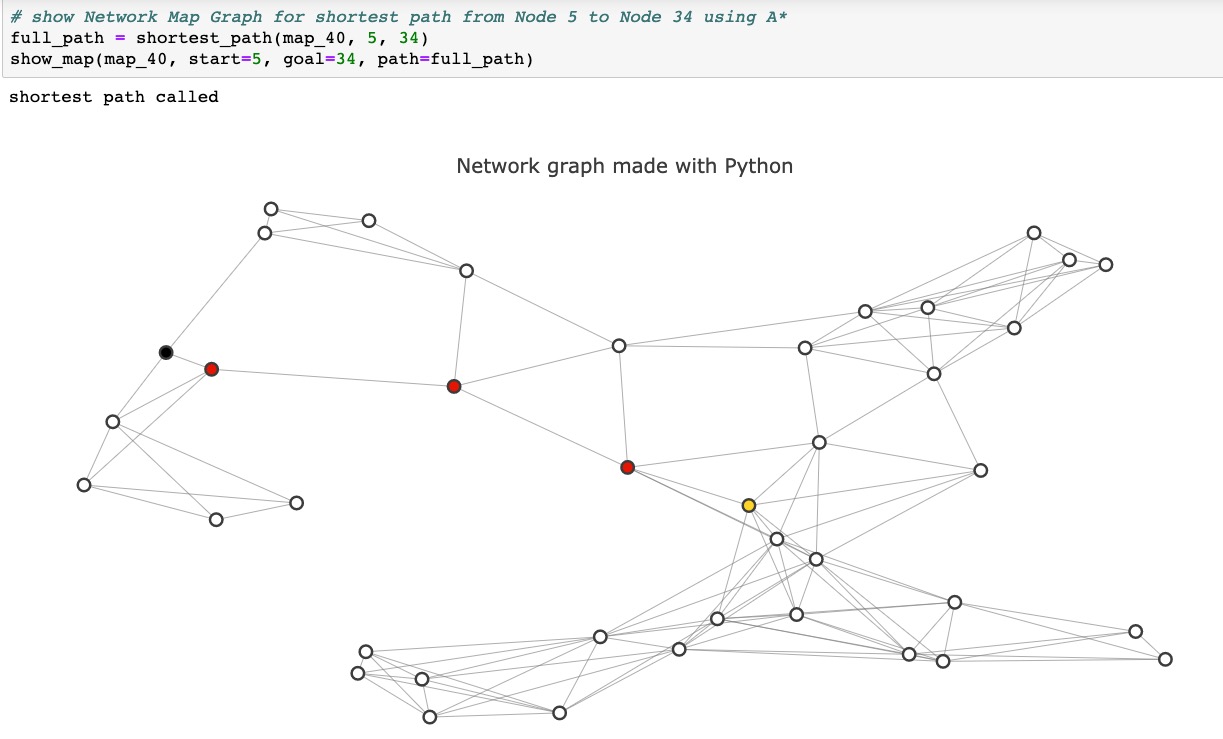 # show Network Map Graph for shortest path from Node 5 to Node 34 using A*
full_path = shortest_path(map_40, 5, 34)
show_map(map_40, start=5, goal=34, path=full_path)
shortest path called
Network graph made with Python